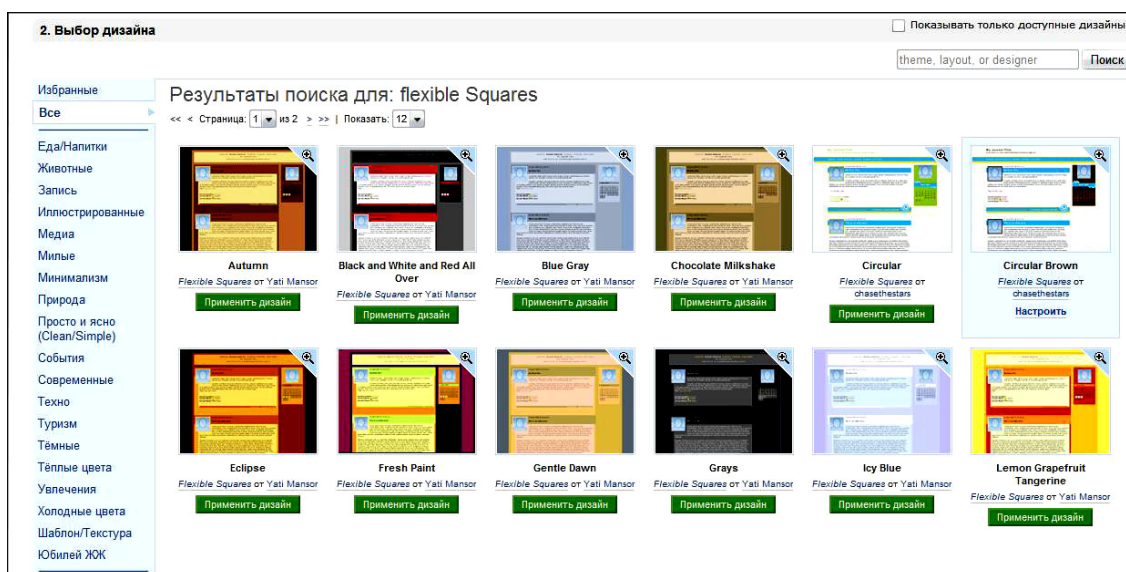 2. Выбор дизайна
Показывать только доступные дизайны
theme, layout, or designer
Поиск
Избранные
Все
Еда/Напитки
Животные
Запись
Иллюстрированные
Медиа
Милые
Минимализм
Природа
Просто и ясно
(Clean/Simple)
События
Современные
Техно
Туризм
Тёмные
Тёплые цвета
Увлечения
Холодные цвета
Шаблон/Текстура
Юбилей ЖЖ
Результаты поиска для: flexible Squares
<< < Страница: 1 из 2 > >> | Показать: 12
Autumn
Flexible Squares от Yati Mansor
Применить дизайн
Black and White and Red All
Over
Flexible Squares от Yati Mansor
Применить дизайн
Blue Gray
Flexible Squares от Yati Mansor
Применить дизайн
Chocolate Milkshake
Flexible Squares от Yati Mansor
Применить дизайн
Circular
Flexible Squares от
chasethestars
Применить дизайн
Circular Brown
Flexible Squares от
chasethestars
Настроить
Eclipse
Flexible Squares от Yati Mansor
Применить дизайн
Fresh Paint
Flexible Squares от Yati Mansor
Применить дизайн
Gentle Dawn
Flexible Squares от Yati Mansor
Применить дизайн
Grays
Flexible Squares от Yati Mansor
Применить дизайн
Icy Blue
Flexible Squares от Yati Mansor
Применить дизайн
Lemon Grapefruit
Tangerine
Flexible Squares от Yati Mansor
Применить дизайн